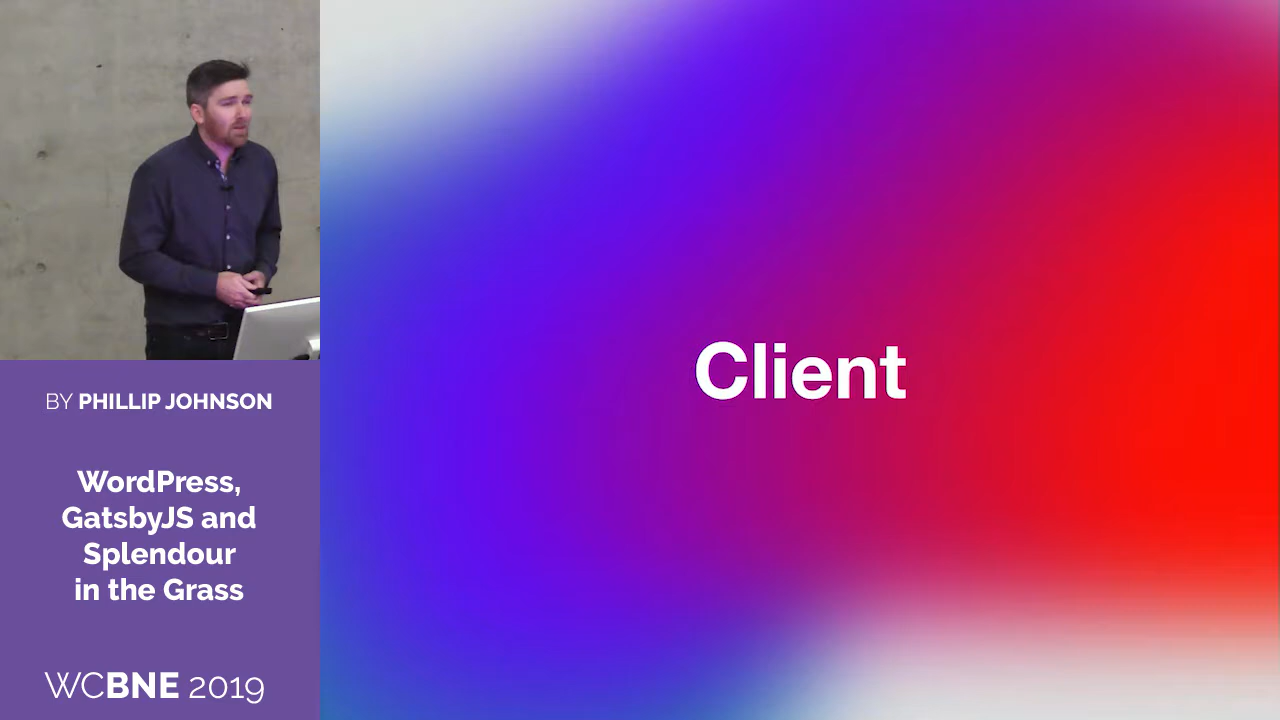 BY PHILLIP JOHNSON
WordPress,
GatsbyJS and
Splendour
in the Grass
WCBNE 2019
Client